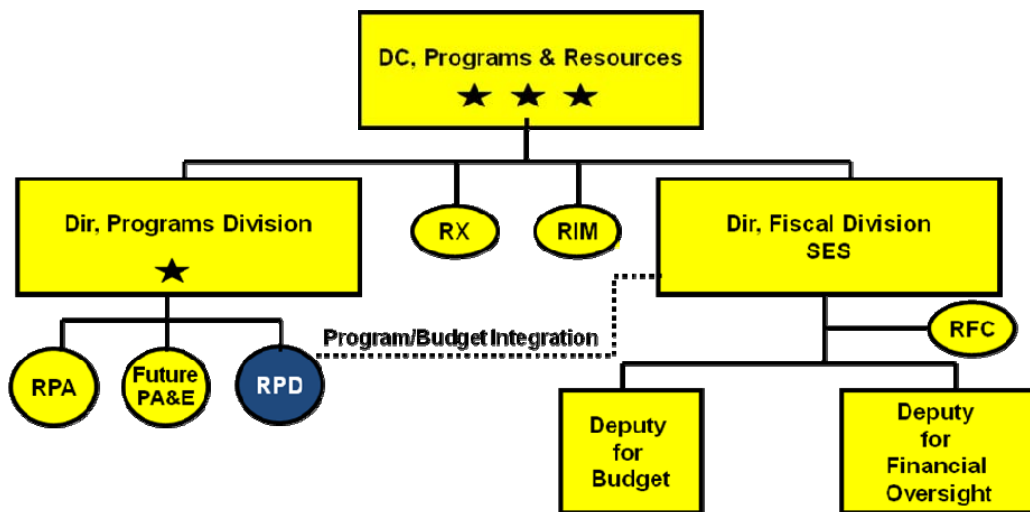 DC, Programs & Resources
Dir, Programs Division
RX
RIM
Dir, Fiscal Division
SES
Program/Budget Integration
RFC
RPA
Future
PA&E
RPD
Deputy
for
Budget
Deputy
for
Financial
Oversight